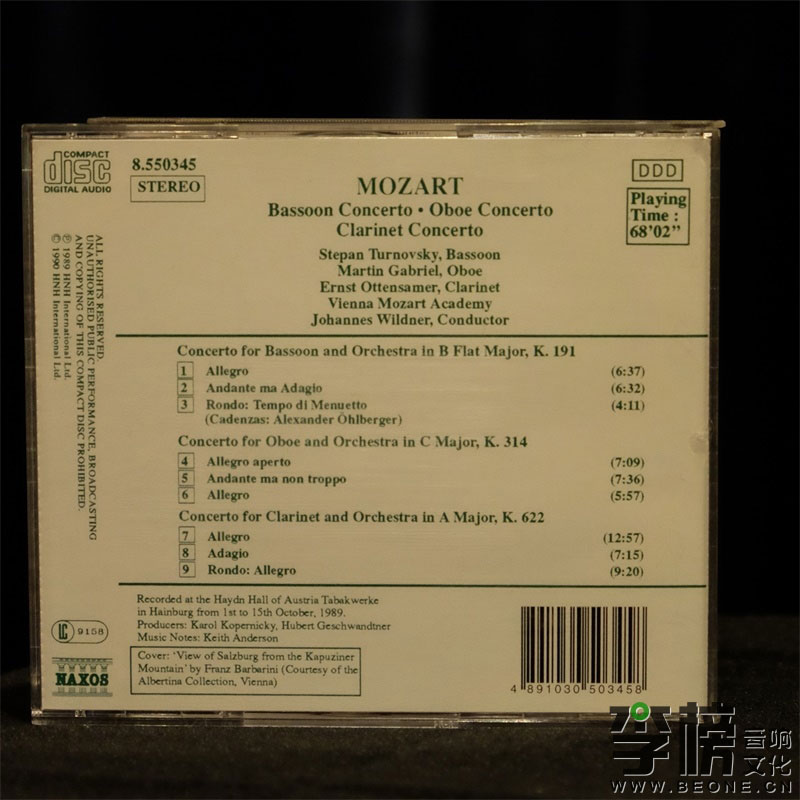 COMPACT
disc
DIGITAL AUDIO
8.550345
STEREO
DDD
Playing
Time :
68'02"
MOZART
Bassoon Concerto • Oboe Concerto
Clarinet Concerto
Stepan Turnovsky, Bassoon
Martin Gabriel, Oboe
Ernst Ottensamer, Clarinet
Vienna Mozart Academy
Johannes Wildner, Conductor
ALL RIGHTS RESERVED.
UNAUTHORISED PUBLIC PERFORMANCE, BROADCASTING
AND COPYING OF THIS COMPACT DISC PROHIBITED.
℗ 1989 HNH International Ltd.
© 1990 HNH International Ltd.
Concerto for Bassoon and Orchestra in B Flat Major, K. 191
1 Allegro (6:37)
2 Andante ma Adagio (6:32)
3 Rondo: Tempo di Menuetto (4:11)
(Cadenzas: Alexander Öhlberger)
Concerto for Oboe and Orchestra in C Major, K. 314
4 Allegro aperto (7:09)
5 Andante ma non troppo (7:36)
6 Allegro (5:57)
Concerto for Clarinet and Orchestra in A Major, K. 622
7 Allegro (12:57)
8 Adagio (7:15)
9 Rondo: Allegro (9:20)
Recorded at the Haydn Hall of Austria Tabakwerke
in Hainburg from 1st to 15th October, 1989.
Producers: Karol Kopernicky, Hubert Geschwandtner
Music Notes: Keith Anderson
LC 9158
NAXOS
Cover: 'View of Salzburg from the Kapuziner
Mountain' by Franz Barbarini (Courtesy of the
Albertina Collection, Vienna)
4 891030 503458
李榜音响文化
WWW.BEONE.CN